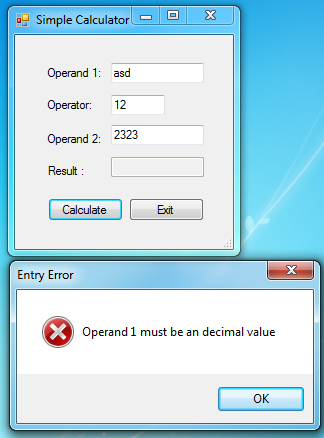 Simple Calculator
Operand 1: asd
Operator: 12
Operand 2: 2323
Result :
Calculate Exit
Entry Error
Operand 1 must be an decimal value
OK